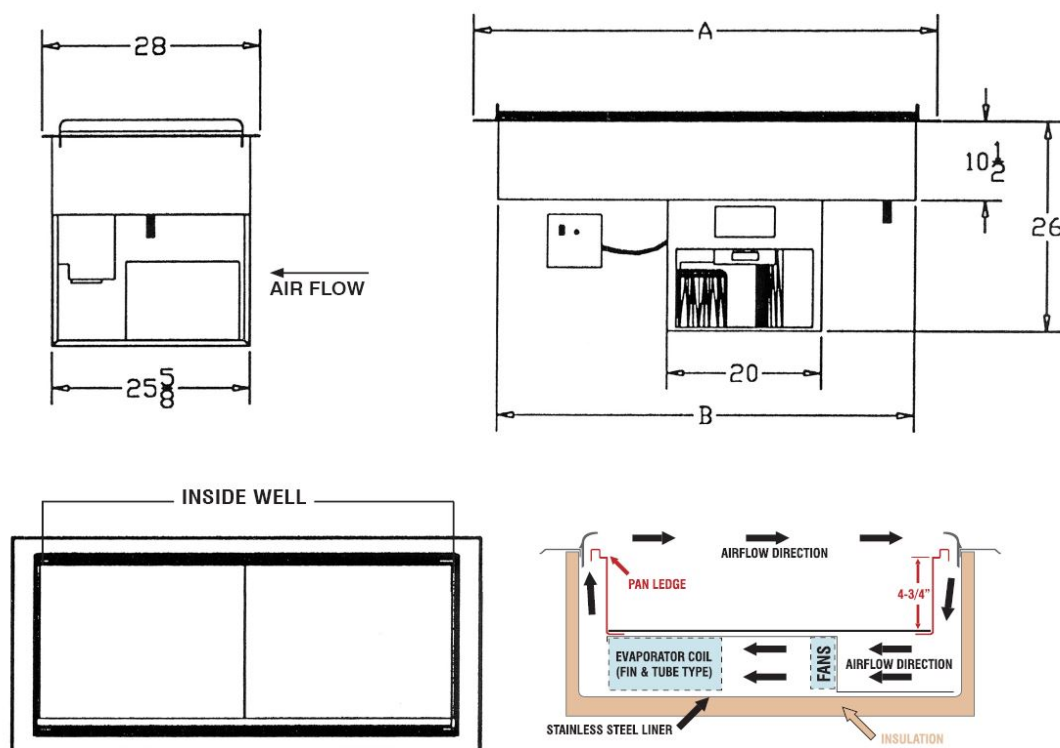 28
A
10 1/2
26
AIR FLOW
25 5/8
20
B
INSIDE WELL
AIRFLOW DIRECTION
PAN LEDGE
4-3/4"
EVAPORATOR COIL
(FIN & TUBE TYPE)
FANS
AIRFLOW DIRECTION
STAINLESS STEEL LINER
INSULATION